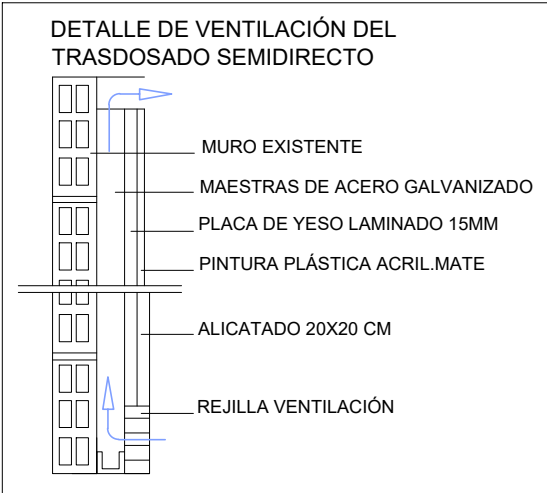 DETALLE DE VENTILACIÓN DEL
TRASDOSADO SEMIDIRECTO
MURO EXISTENTE
MAESTRAS DE ACERO GALVANIZADO
PLACA DE YESO LAMINADO 15MM
PINTURA PLÁSTICA ACRIL.MATE
ALICATADO 20X20 CM
REJILLA VENTILACIÓN